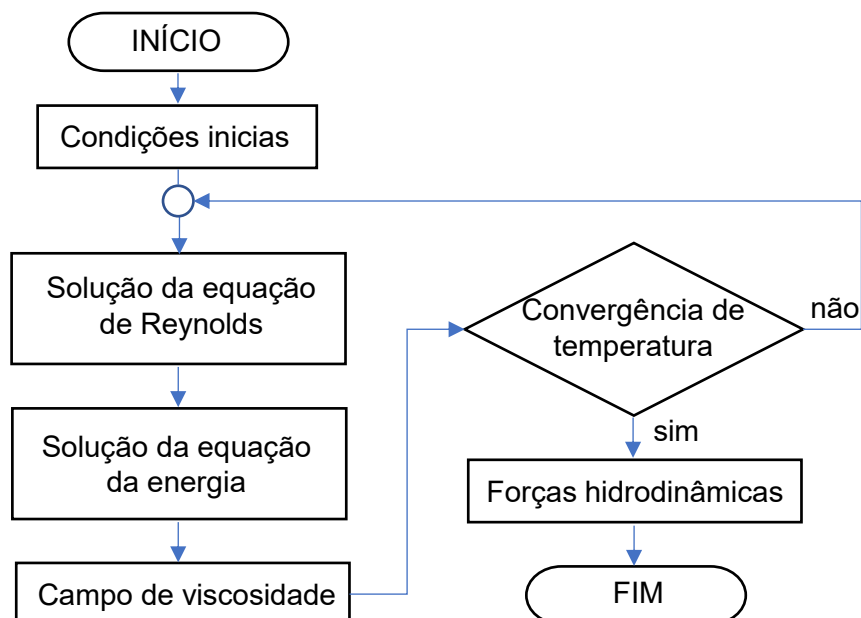 INÍCIO
Condições inicias
Solução da equação
de Reynolds
Solução da equação
da energia
Campo de viscosidade
Convergência de
temperatura
não
sim
Forças hidrodinâmicas
FIM